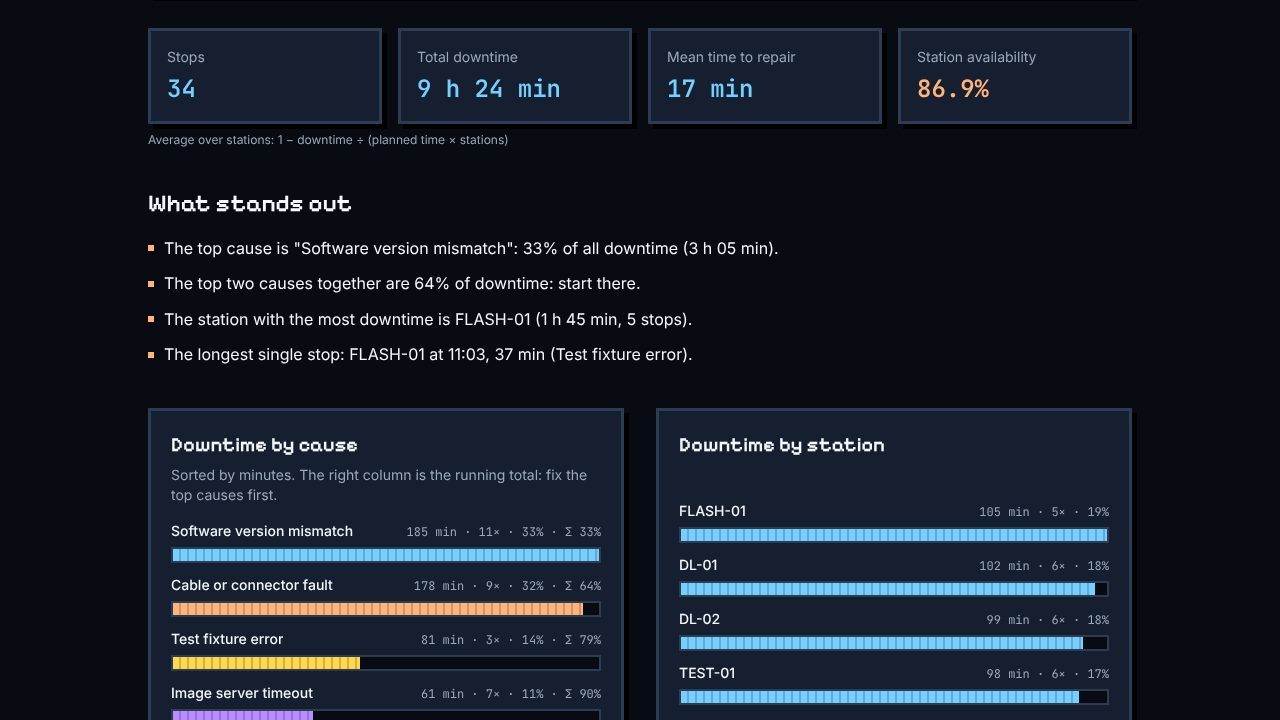 Stops
34
Total downtime
9 h 24 min
Mean time to repair
17 min
Station availability
86.9%
Average over stations: 1 − downtime ÷ (planned time × stations)
What stands out
The top cause is "Software version mismatch": 33% of all downtime (3 h 05 min).
The top two causes together are 64% of downtime: start there.
The station with the most downtime is FLASH-01 (1 h 45 min, 5 stops).
The longest single stop: FLASH-01 at 11:03, 37 min (Test fixture error).
Downtime by cause
Sorted by minutes. The right column is the running total: fix the
top causes first.
Software version mismatch 185 min · 11× · 33% · Σ 33%
Cable or connector fault 178 min · 9× · 32% · Σ 64%
Test fixture error 81 min · 3× · 14% · Σ 79%
Image server timeout 61 min · 7× · 11% · Σ 90%
Downtime by station
FLASH-01 105 min · 5× · 19%
DL-01 102 min · 6× · 18%
DL-02 99 min · 6× · 18%
TEST-01 98 min · 6× · 17%